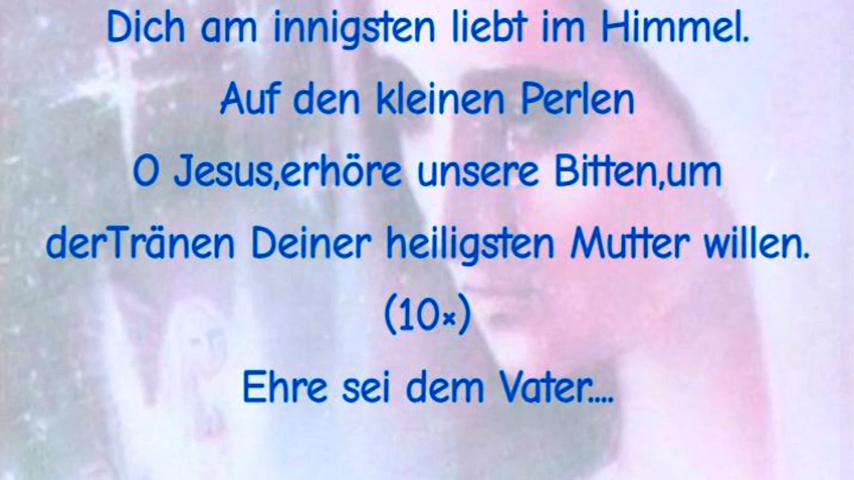 Dich am innigsten liebt im Himmel.
Auf den kleinen Perlen
O Jesus,erhöre unsere Bitten,um
derTränen Deiner heiligsten Mutter willen.
(10×)
Ehre sei dem Vater....